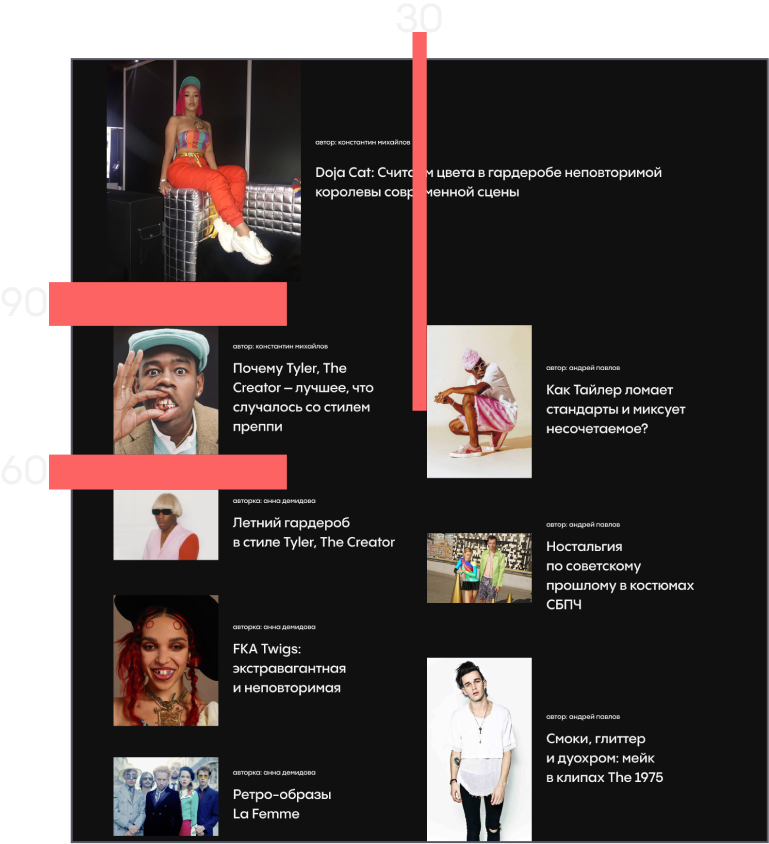 30
автор: константин михайлов
Doja Cat: Счита м цвета в гардеробе неповторимой
королевы совр менной сцены
90
автор: константин михайлов
Почему Tyler, The
Creator — лучшее, что
случалось со стилем
преппи
автор: андрей павлов
Как Тайлер ломает
стандарты и миксует
несочетаемое?
60
авторка: анна демидова
Летний гардероб
в стиле Tyler, The Creator
автор: андрей павлов
Ностальгия
по советскому
прошлому в костюмах
СБПЧ
авторка: анна демидова
FKA Twigs:
экстравагантная
и неповторимая
автор: андрей павлов
Смоки, глиттер
и дуохром: мейк
в клипах The 1975
авторка: анна демидова
Ретро-образы
La Femme